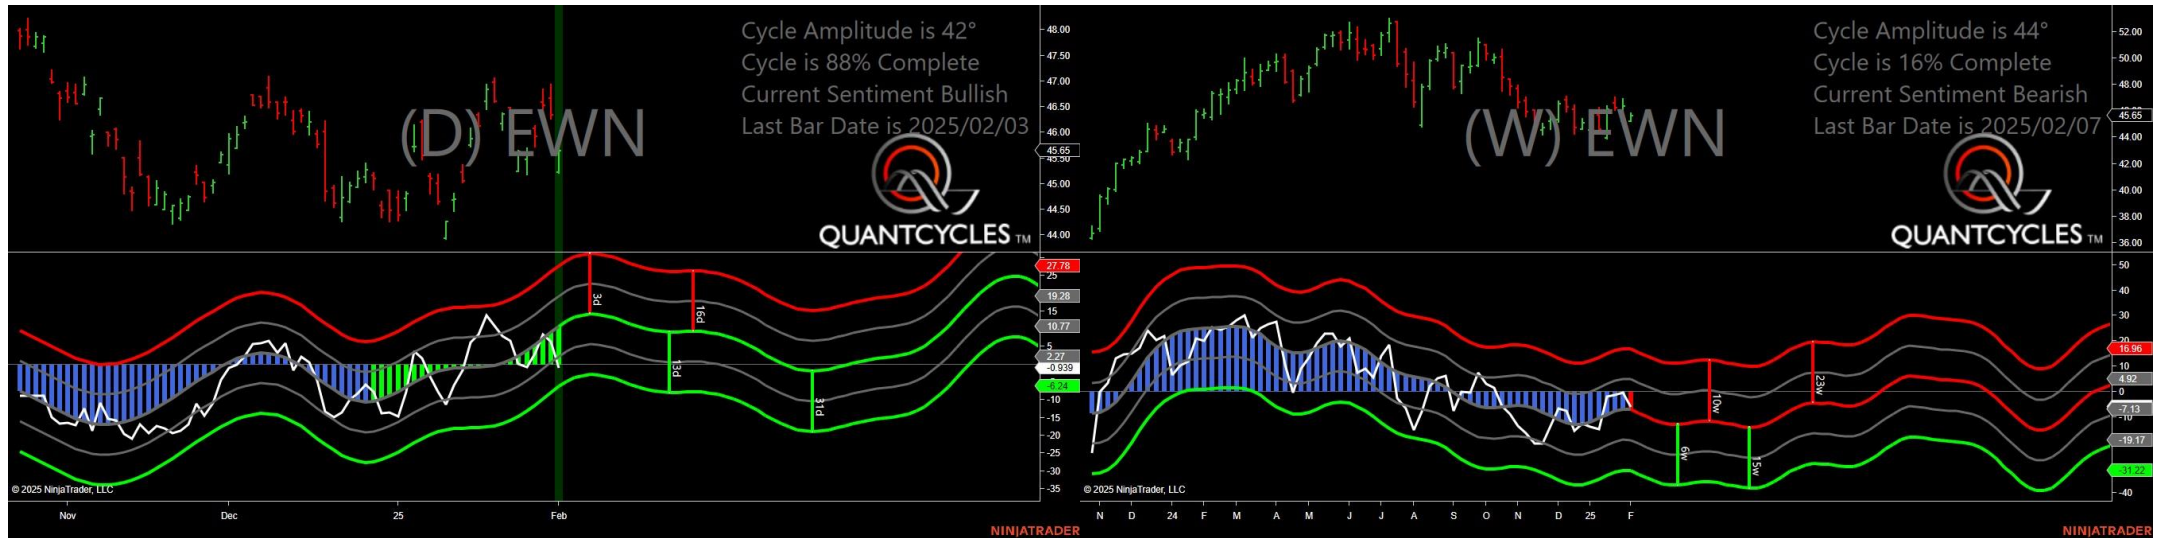 Cycle Amplitude is 42°
Cycle is 88% Complete
Current Sentiment Bullish
Last Bar Date is 2025/02/03
(D) EWN
QUANTCYCLES TM
48.00
47.50
47.00
46.50
46.00
45.65
45.50
45.00
44.50
44.00
27.78
25
19.28
15
10.77
5
2.27
-0.939
-6.24
-10
-15
-20
-25
-30
-35
3d
16d
13d
31d
© 2025 NinjaTrader, LLC
Nov
Dec
25
Feb
NINJATRADER
Cycle Amplitude is 44°
Cycle is 16% Complete
Current Sentiment Bearish
Last Bar Date is 2025/02/07
(W) EWN
QUANTCYCLES TM
52.00
50.00
48.00
45.65
44.00
42.00
40.00
38.00
36.00
50
40
30
20
16.96
4.92
0
-7.13
-10
-19.17
-31.22
-40
10w
23w
6w
15w
© 2025 NinjaTrader, LLC
N D 24 F M A M J J A S O N D 25 F
NINJATRADER